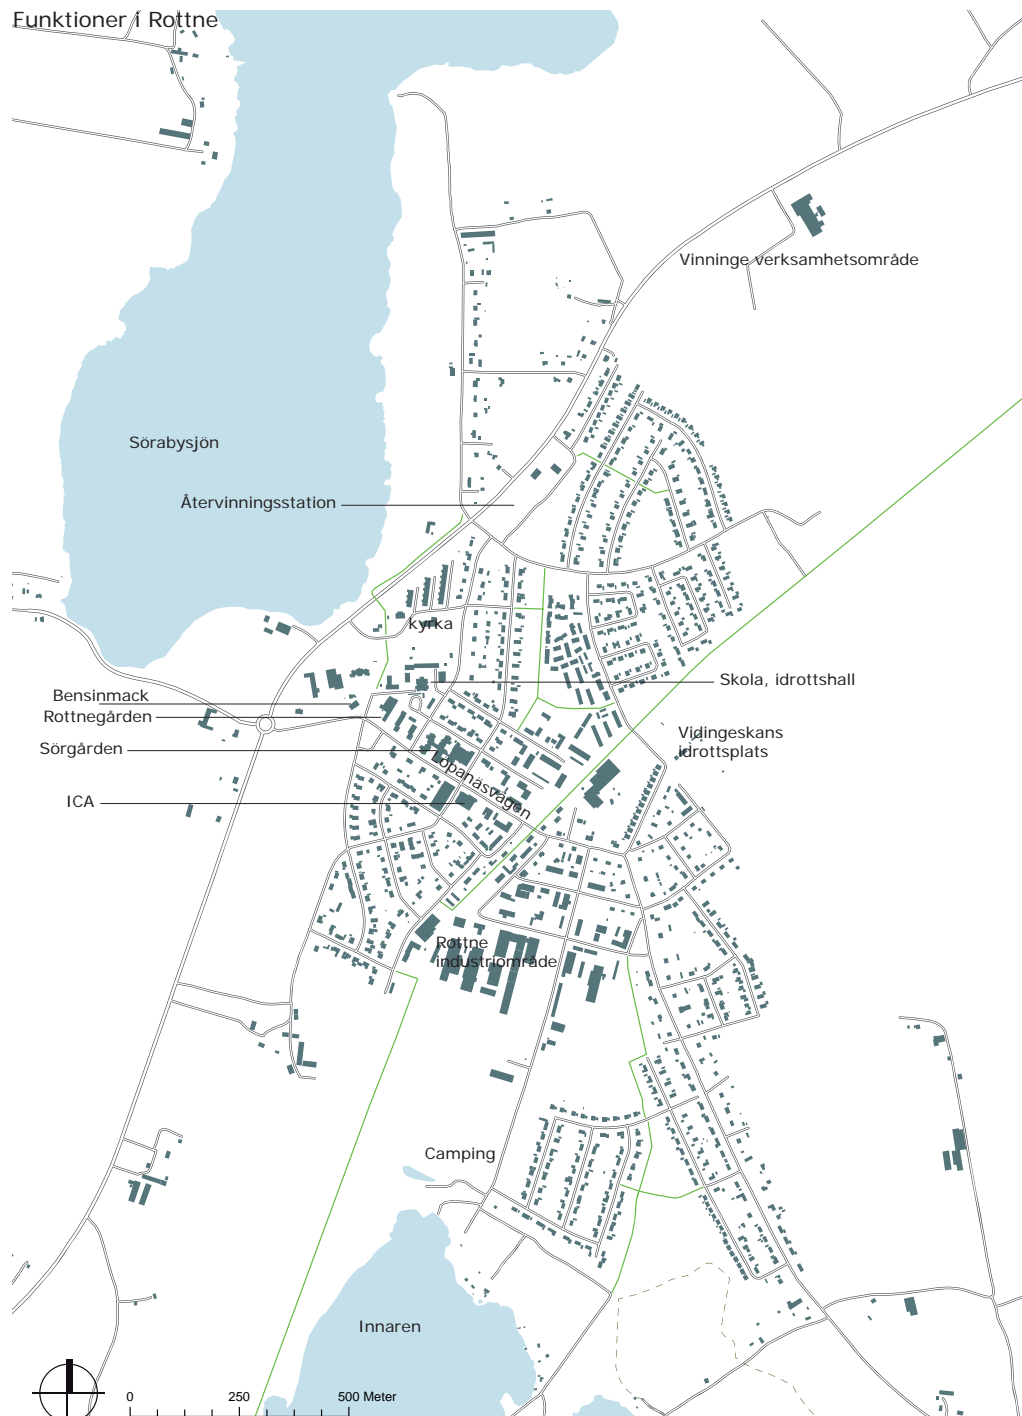 Funktioner i Rottne
Vinninge verksamhetsområde
Sörabysjön
Återvinningsstation
kyrka
Skola, idrottshall
Bensinmack
Rottnegården
Vidingeskans
idrottsplats
Sörgården
Löpanäsvägen
ICA
Rottne
industriområde
Camping
Innaren
0 250 500 Meter